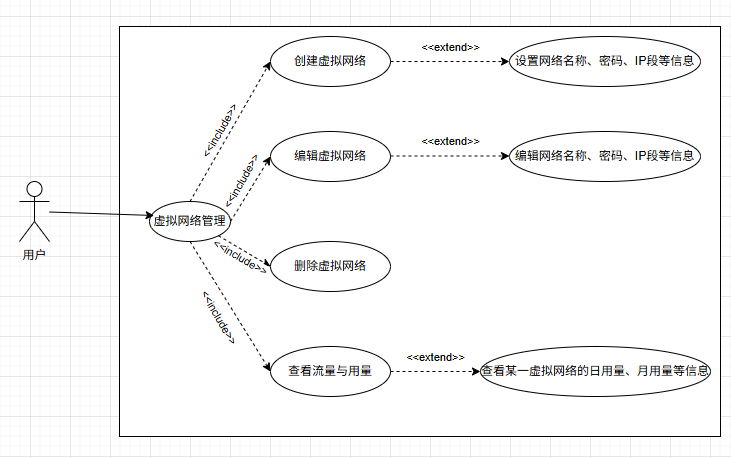 创建虚拟网络
<<extend>>
设置网络名称、密码、IP段等信息
<<include>>
编辑虚拟网络
<<extend>>
编辑网络名称、密码、IP段等信息
<<include>>
用户
虚拟网络管理
<<include>>
删除虚拟网络
<<include>>
查看流量与用量
<<extend>>
查看某一虚拟网络的日用量、月用量等信息